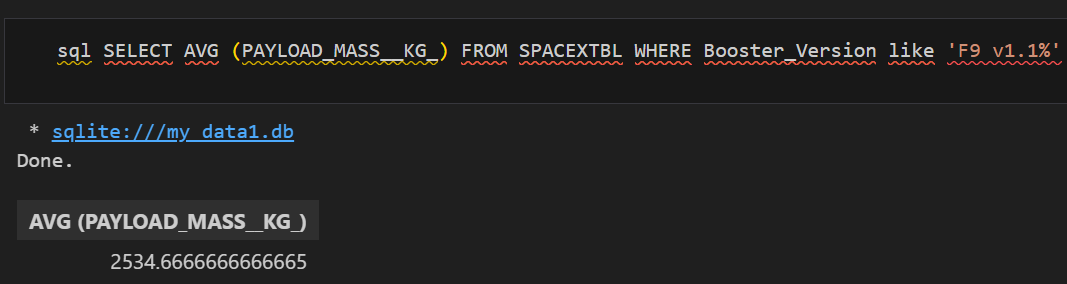 sql SELECT AVG (PAYLOAD_MASS__KG_) FROM SPACEXTBL WHERE Booster_Version like 'F9 v1.1%'
* sqlite:///my_data1.db
Done.
AVG (PAYLOAD_MASS__KG_)
2534.6666666666665